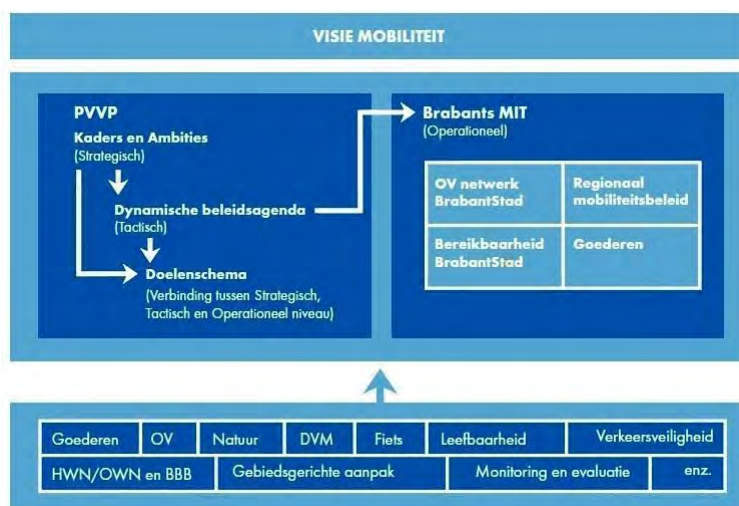 VISIE MOBILITEIT
PVVP
Kaders en Ambities
(Strategisch)
Dynamische beleidsagenda
(Tactisch)
Doelenschema
(Verbinding tussen Strategisch,
Tactisch en Operationeel niveau)
Brabants MIT
(Operationeel)
OV netwerk
BrabantStad
Regionaal
mobiliteitsbeleid
Bereikbaarheid
BrabantStad
Goederen
Goederen
OV
Natuur
DVM
Fiets
Leefbaarheid
Verkeersveiligheid
HWN/OWN en BBB
Gebiedsgerichte aanpak
Monitoring en evaluatie
enz.